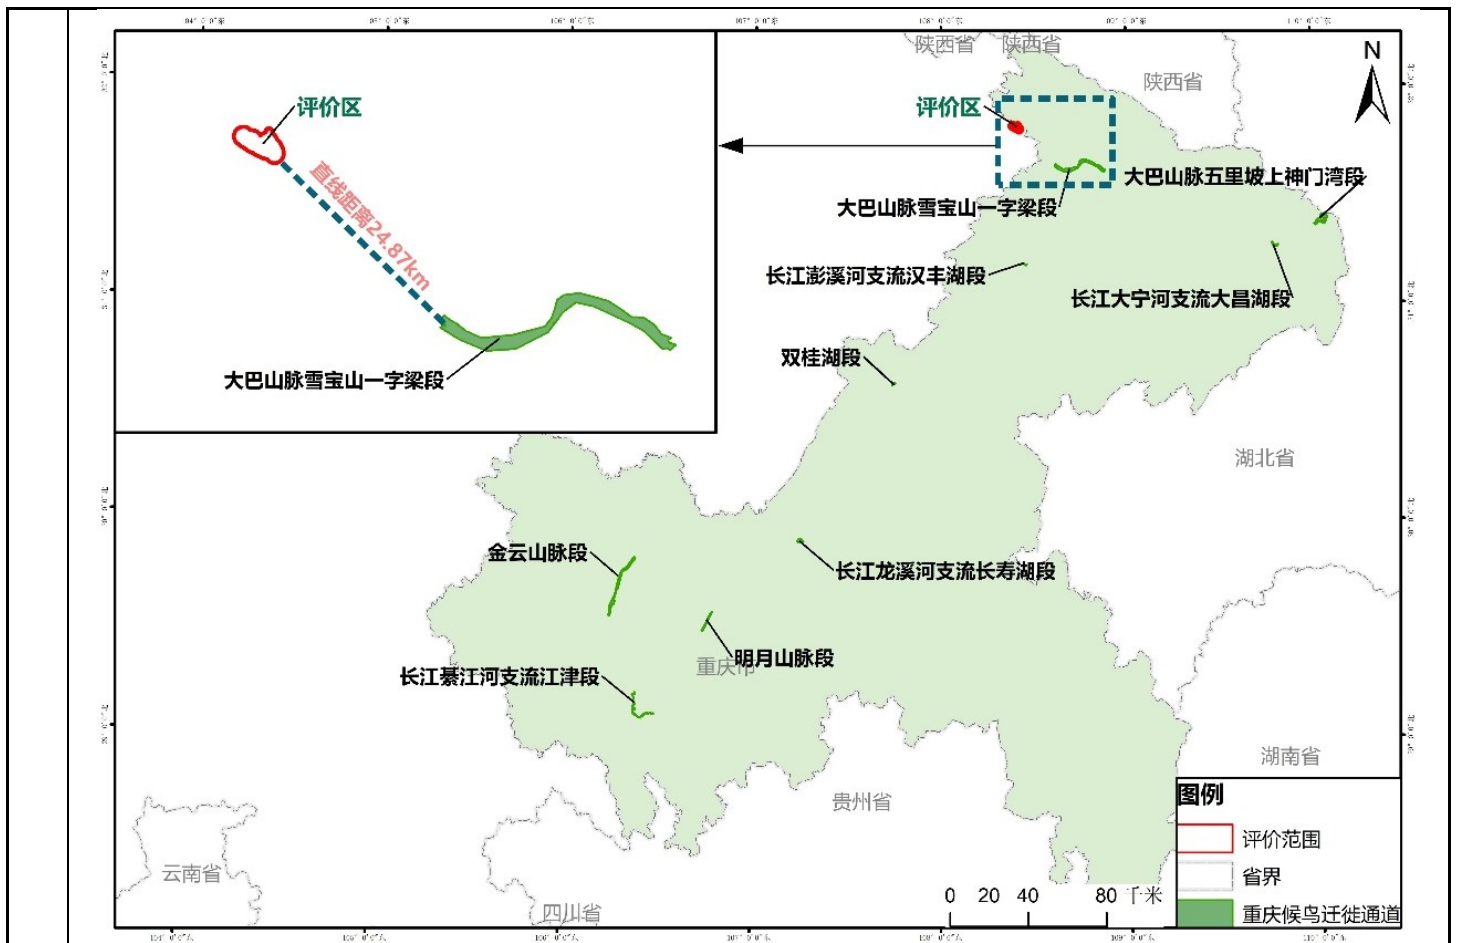 陕西省
陕西省
陕西省
N
评价区
评价区
直线距离24.87km
大巴山脉五里坡上神门湾段
大巴山脉雪宝山一字梁段
长江澎溪河支流汉丰湖段
长江大宁河支流大昌湖段
双桂湖段
大巴山脉雪宝山一字梁段
湖北省
金云山脉段
长江龙溪河支流长寿湖段
明月山脉段
重庆市
长江綦江河支流江津段
湖南省
贵州省
云南省
四川省
图例
评价范围
省界
重庆候鸟迁徙通道
0 20 40 80 千米